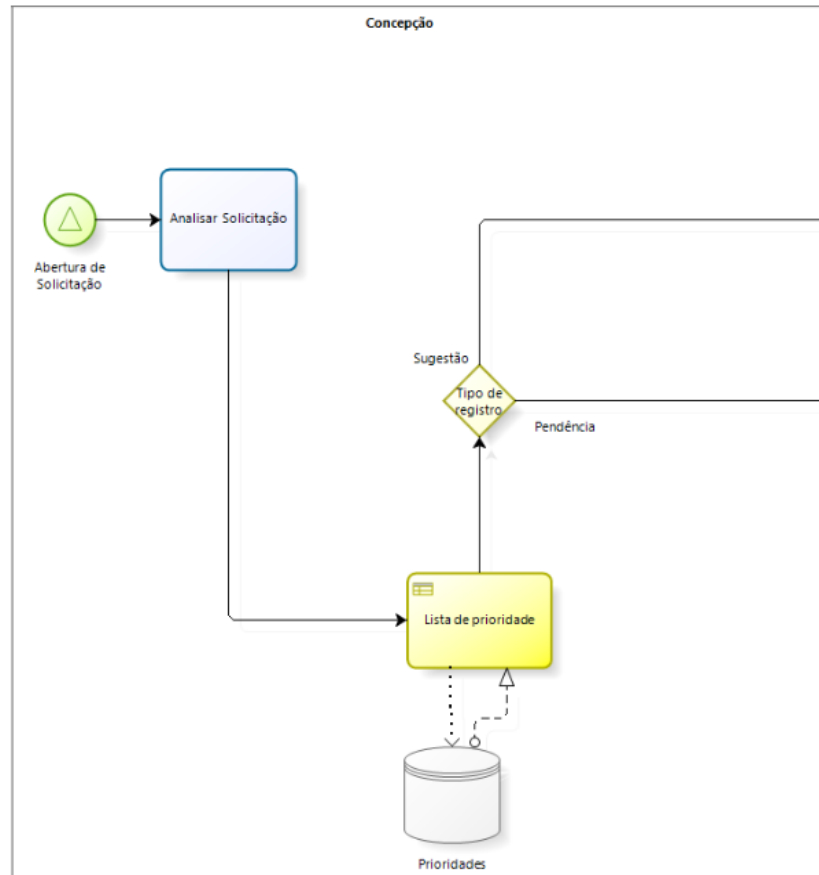 Concepção
Analisar Solicitação
Abertura de
Solicitação
Sugestão
Tipo de
registro
Pendência
Lista de prioridade
Prioridades